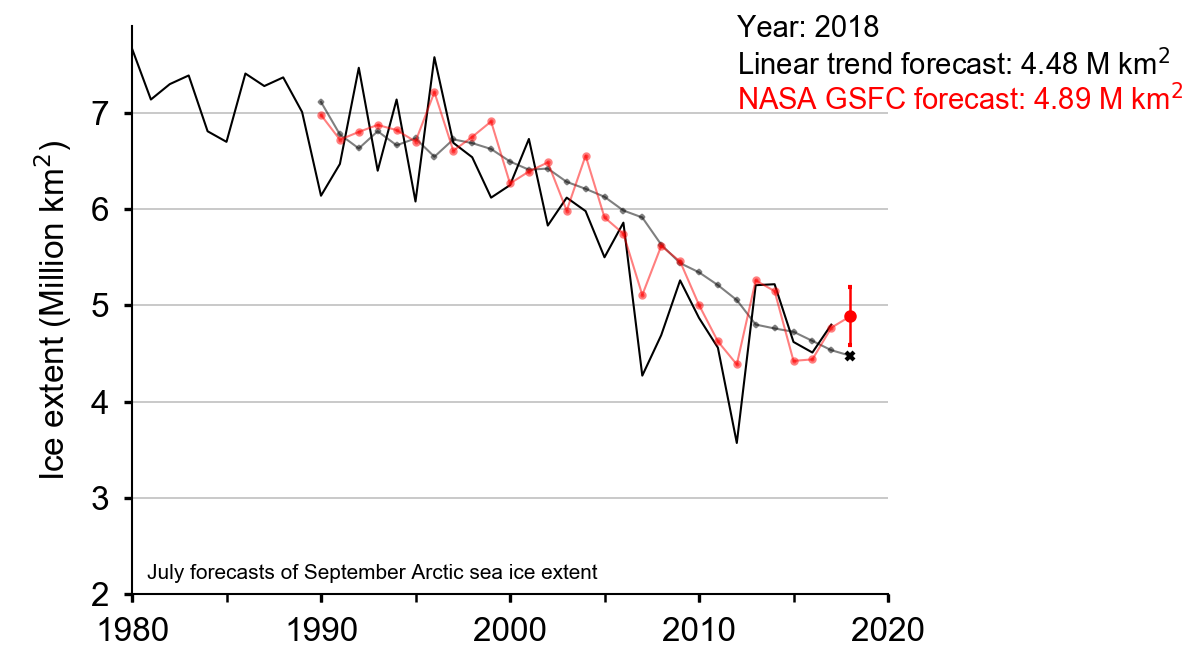 Year: 2018
Linear trend forecast: 4.48 M km²
NASA GSFC forecast: 4.89 M km²
Ice extent (Million km²)
7
6
5
4
3
2
July forecasts of September Arctic sea ice extent
1980 1990 2000 2010 2020